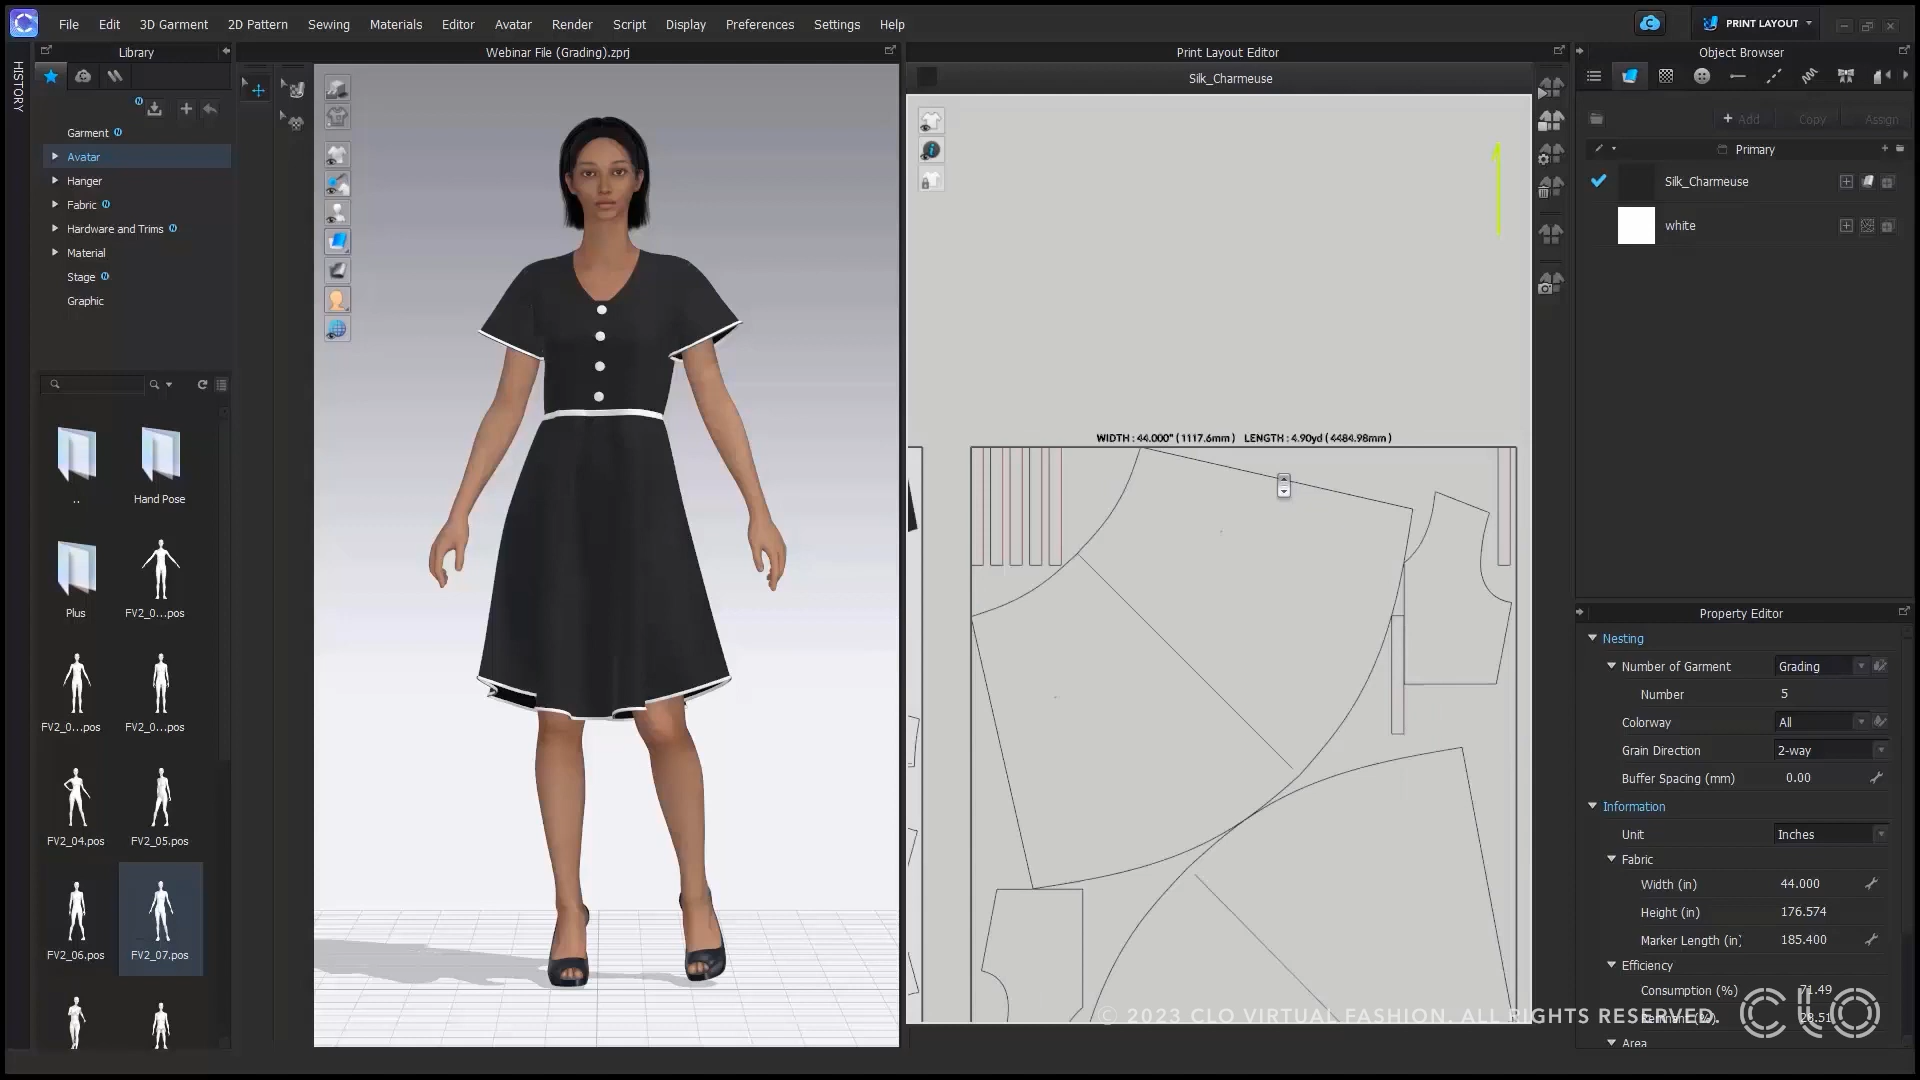 File Edit 3D Garment 2D Pattern Sewing Materials Editor Avatar Render Script Display Preferences Settings Help
PRINT LAYOUT
HISTORY
Library
Garment
Avatar
Hanger
Fabric
Hardware and Trims
Material
Stage
Graphic
..
Hand Pose
Plus
FV2_0...pos
FV2_0...pos
FV2_0...pos
FV2_04.pos
FV2_05.pos
FV2_06.pos
FV2_07.pos
Webinar File (Grading).zprj
Print Layout Editor
Silk_Charmeuse
WIDTH : 44.000" ( 1117.6mm ) LENGTH : 4.90yd ( 4484.98mm )
Object Browser
+ Add Copy Assign
Primary
Silk_Charmeuse
white
Property Editor
Nesting
Number of Garment Grading
Number 5
Colorway All
Grain Direction 2-way
Buffer Spacing (mm) 0.00
Information
Unit Inches
Fabric
Width (in) 44.000
Height (in) 176.574
Marker Length (in) 185.400
Efficiency
Consumption (%) 71.49
Remnant (%) 28.51
Area
© 2023 CLO VIRTUAL FASHION. ALL RIGHTS RESERVED.
CLO